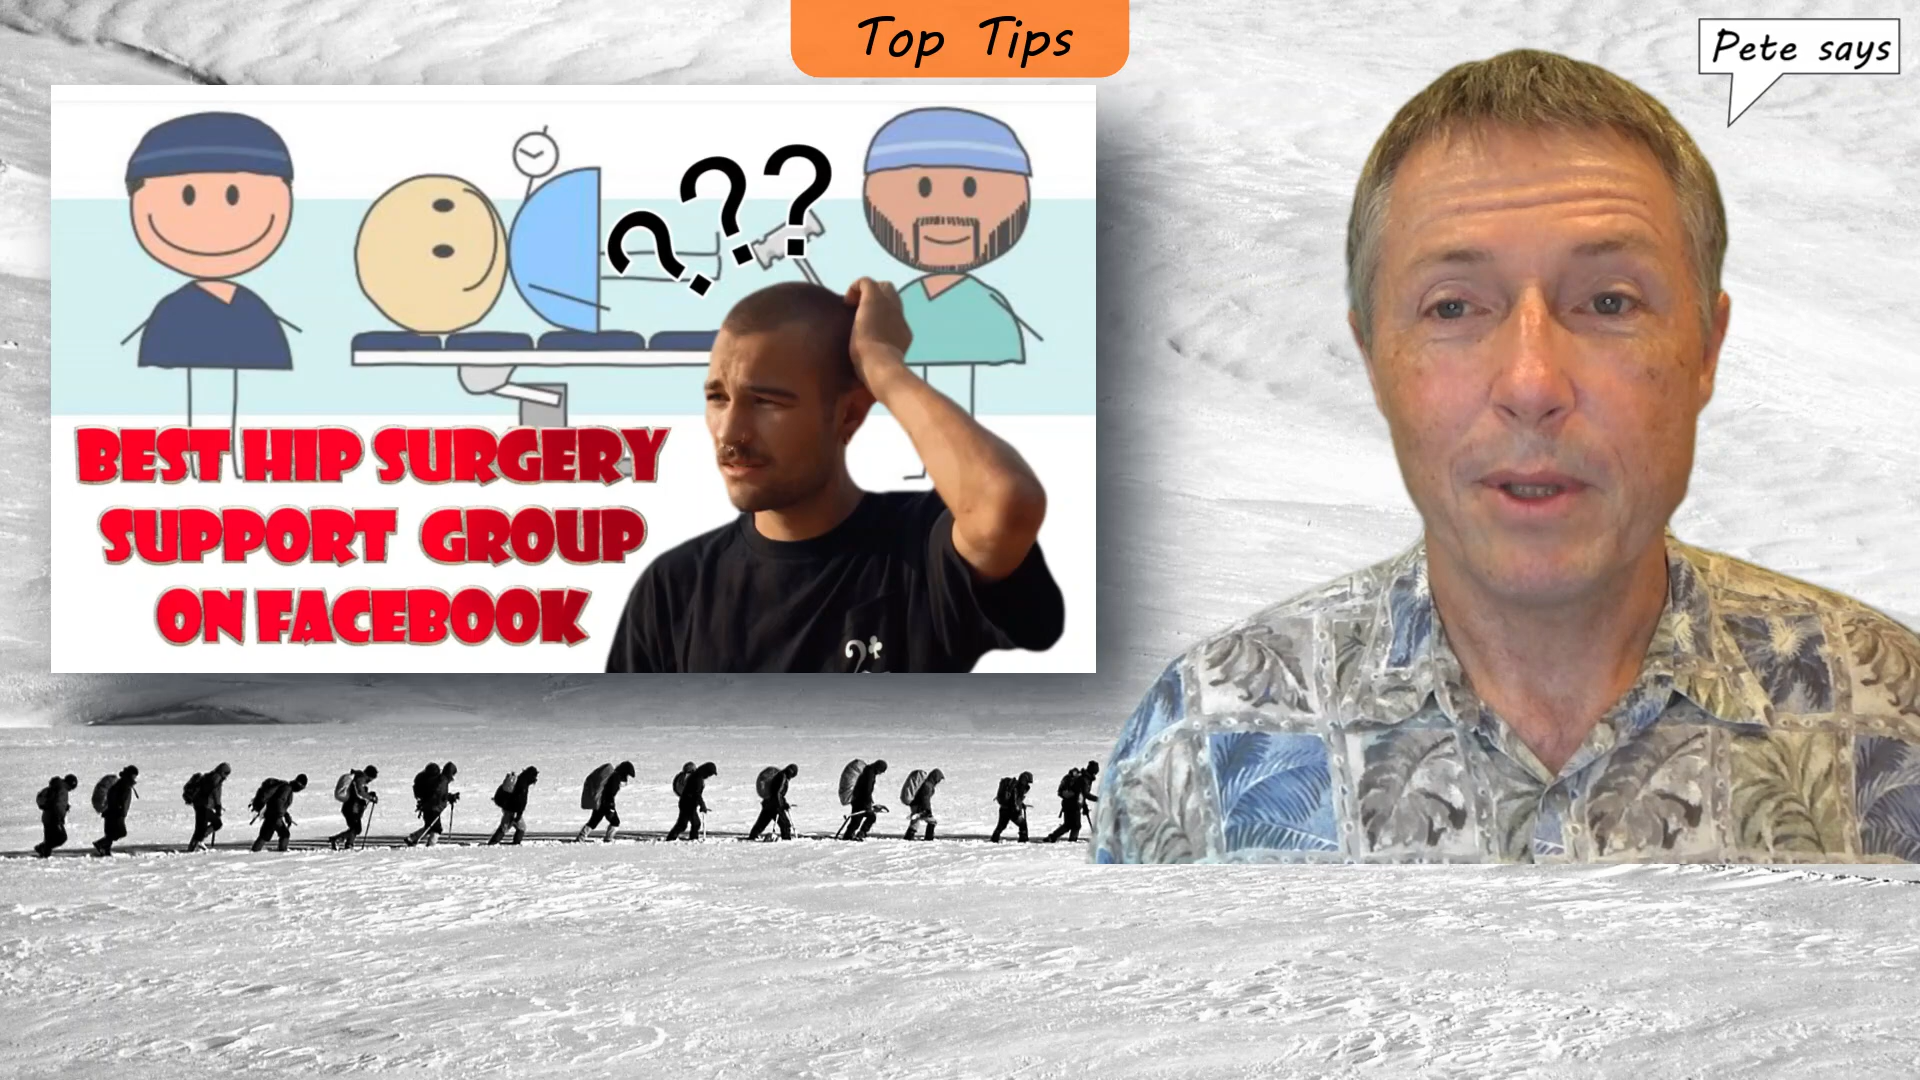 Top Tips
Pete says
???
BEST HIP SURGERY
SUPPORT GROUP
ON FACEBOOK